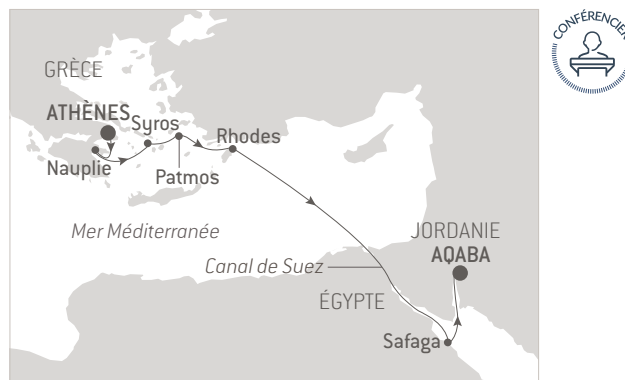 CONFÉRENCIER
GRÈCE
ATHÈNES
Syros
Rhodes
Nauplie
Patmos
Mer Méditerranée
JORDANIE
AQABA
Canal de Suez
ÉGYPTE
Safaga